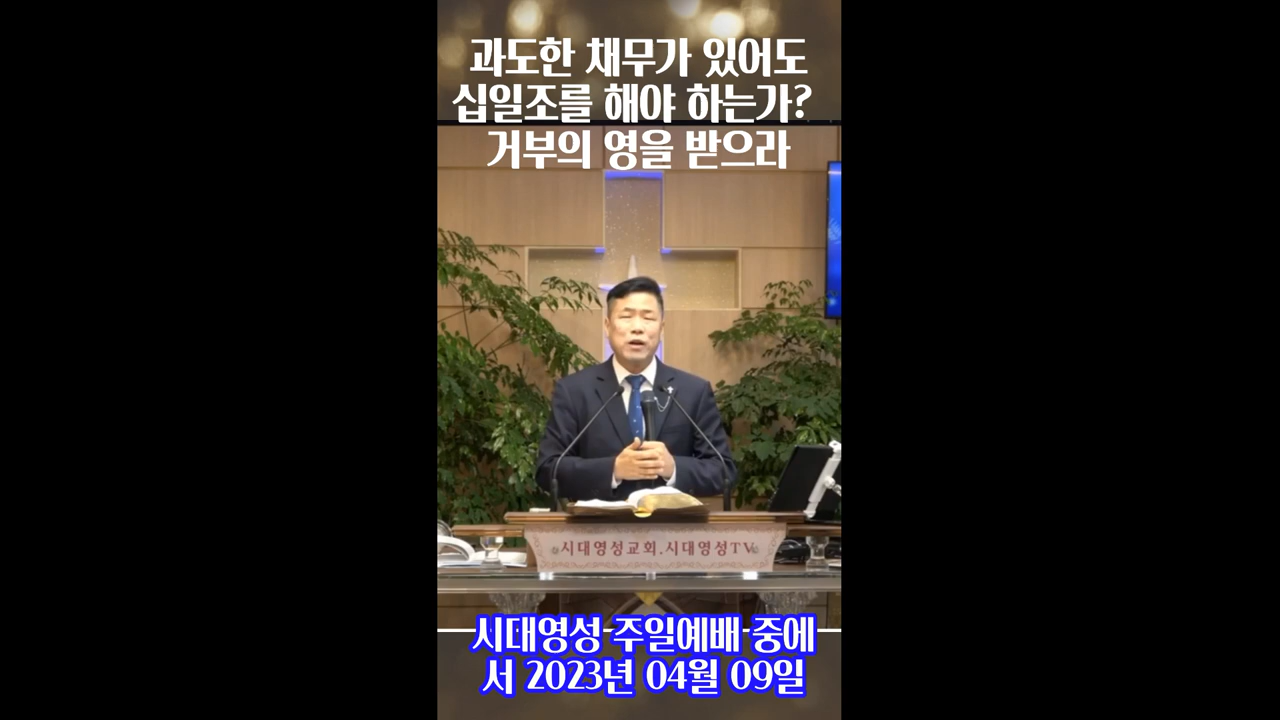 과도한 채무가 있어도
십일조를 해야 하는가?
거부의 영을 받으라
시대영성교회.시대영성TV
시대영성 주일예배 중에
서 2023년 04월 09일